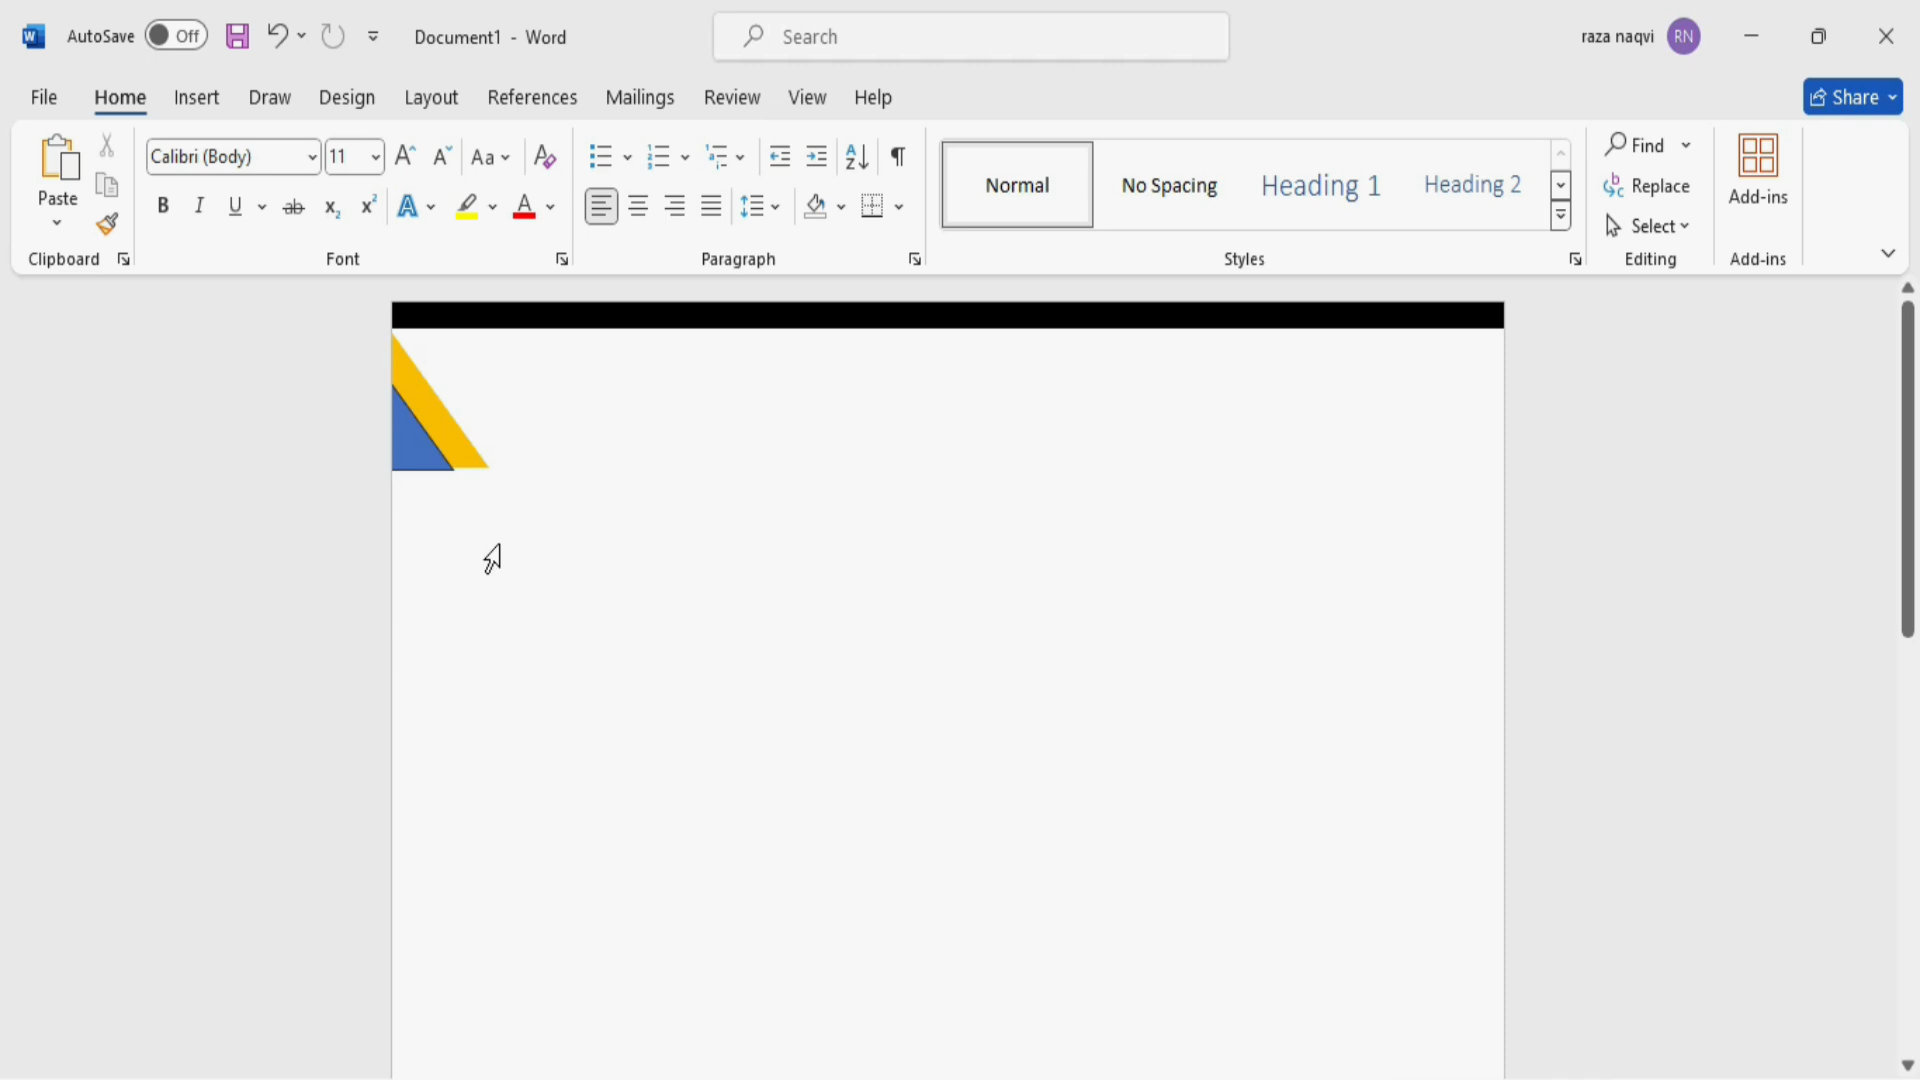 AutoSave Off Document1 - Word Search raza naqvi RN
File Home Insert Draw Design Layout References Mailings Review View Help Share
Paste Calibri (Body) 11 Aa
B I U ab x2 x2 A A
A Z
Normal No Spacing Heading 1 Heading 2
Find
Replace
Select
Add-ins
Clipboard Font Paragraph Styles Editing Add-ins